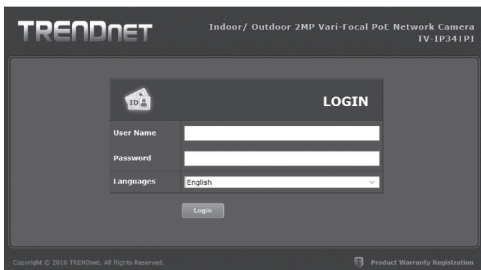 TRENDNET
Indoor/ Outdoor 2MP Vari-Focal PoE Network Camera
TV-IP341PI
ID
LOGIN
User Name
Password
Languages
English
Login
Copyright © 2016 TRENDnet, All Rights Reserved.
Product Warranty Registration